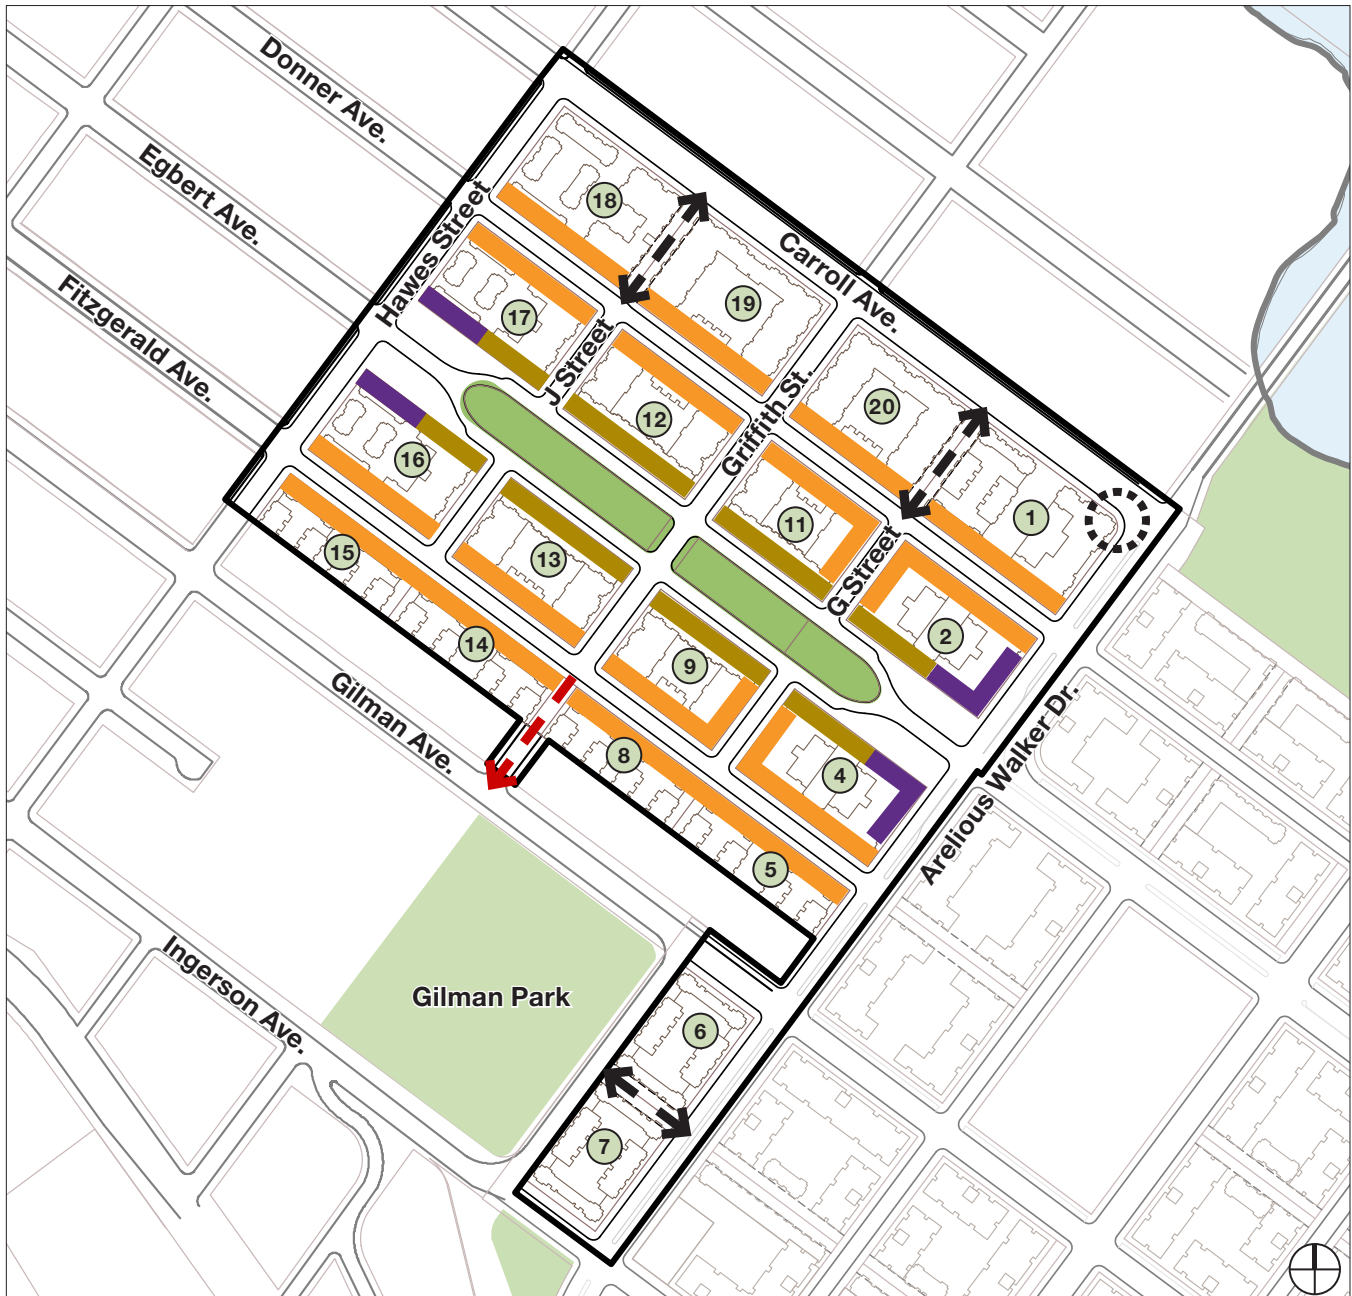 Donner Ave.
Egbert Ave.
Fitzgerald Ave.
Hawes Street
Carroll Ave.
J Street
Griffith St.
G Street
Gilman Ave.
Arelious Walker Dr.
Ingerson Ave.
Gilman Park
18
19
17
12
20
16
11
1
15
13
14
2
9
8
4
5
6
7